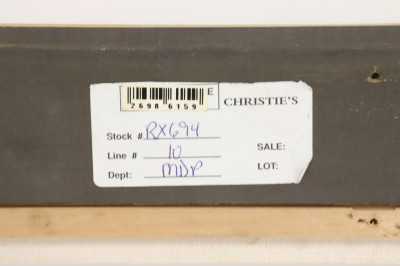 E
2698 6159
CHRISTIE'S
Stock # RX694
Line # 10
SALE:
Dept: MDP
LOT: